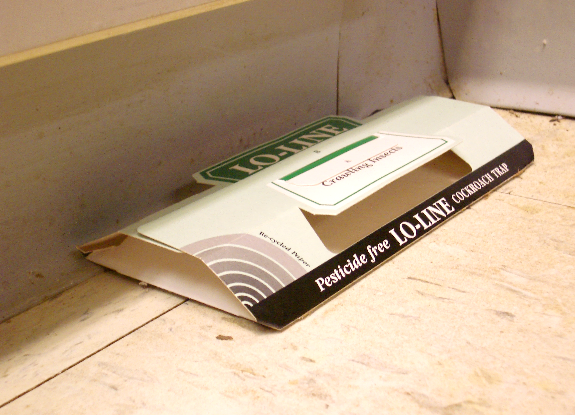 LO-LINE
&
Crawling Insects
Re-cycled Paper
Pesticide free LO-LINE COCKROACH TRAP